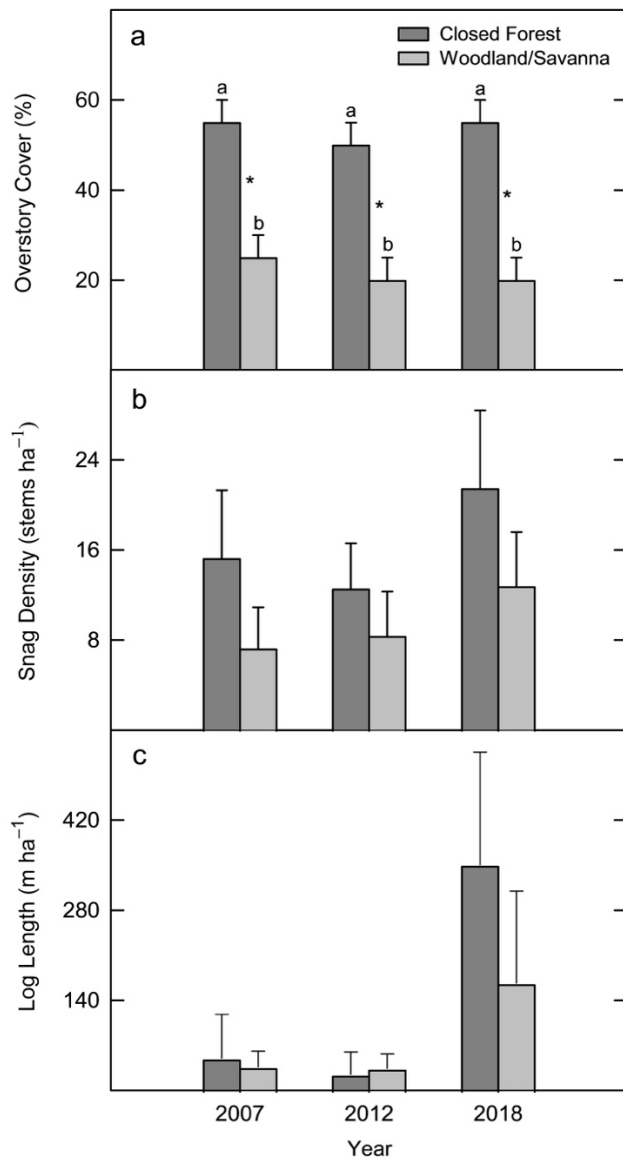 a
Closed Forest
Woodland/Savanna
Overstory Cover (%)
60
40
20
a
a
a
*
*
*
b
b
b
b
Snag Density (stems ha⁻¹)
24
16
8
c
Log Length (m ha⁻¹)
420
280
140
2007 2012 2018
Year